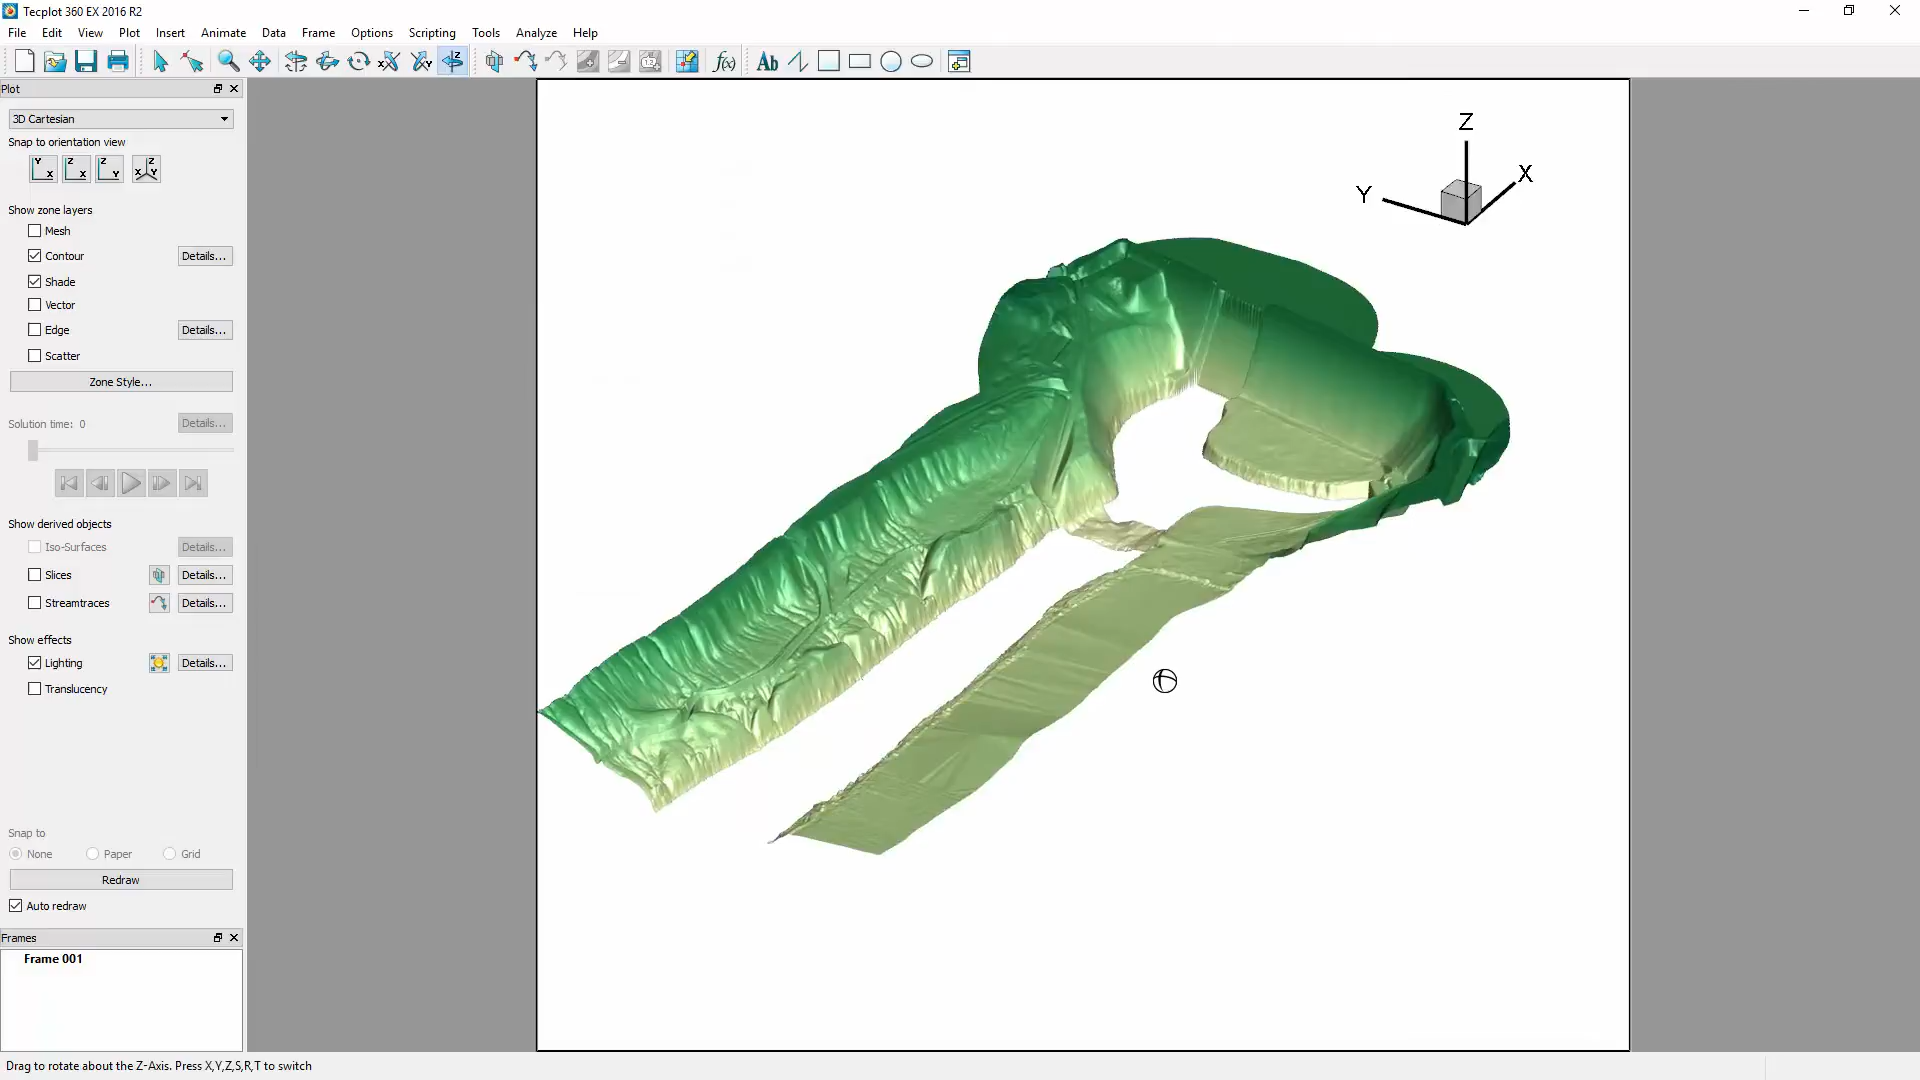 Tecplot 360 EX 2016 R2
File Edit View Plot Insert Animate Data Frame Options Scripting Tools Analyze Help
Ab f(x)
Plot
3D Cartesian
Snap to orientation view
Y X Z X Z Y X Z Y
Show zone layers
Mesh
Contour Details...
Shade
Vector
Edge Details...
Scatter
Zone Style...
Solution time: 0 Details...
Show derived objects
Iso-Surfaces Details...
Slices Details...
Streamtraces Details...
Show effects
Lighting Details...
Translucency
Snap to
None Paper Grid
Redraw
Auto redraw
Frames
Frame 001
Z
X
Y
Drag to rotate about the Z-Axis. Press X,Y,Z,S,R,T to switch